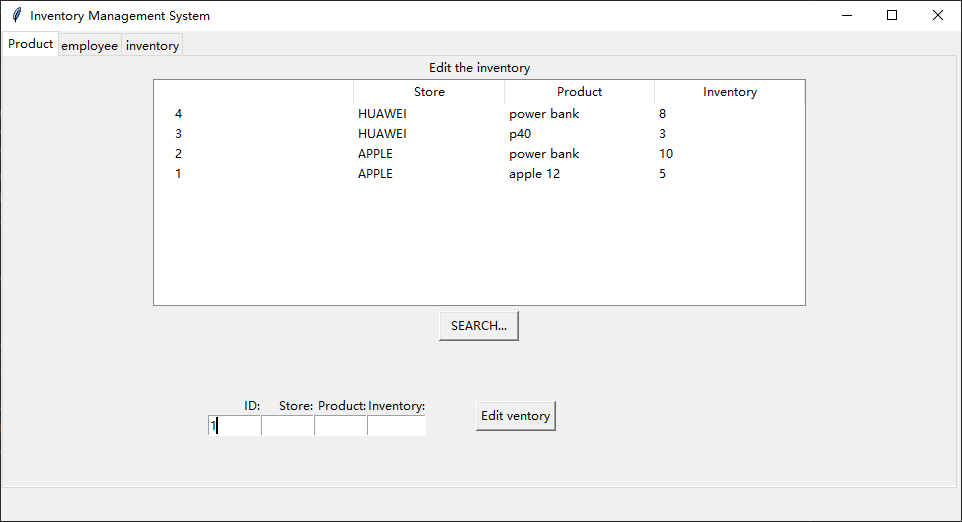 Inventory Management System
Product employee inventory
Edit the inventory
Store Product Inventory
4 HUAWEI power bank 8
3 HUAWEI p40 3
2 APPLE power bank 10
1 APPLE apple 12 5
SEARCH...
ID: Store: Product: Inventory:
1
Edit ventory